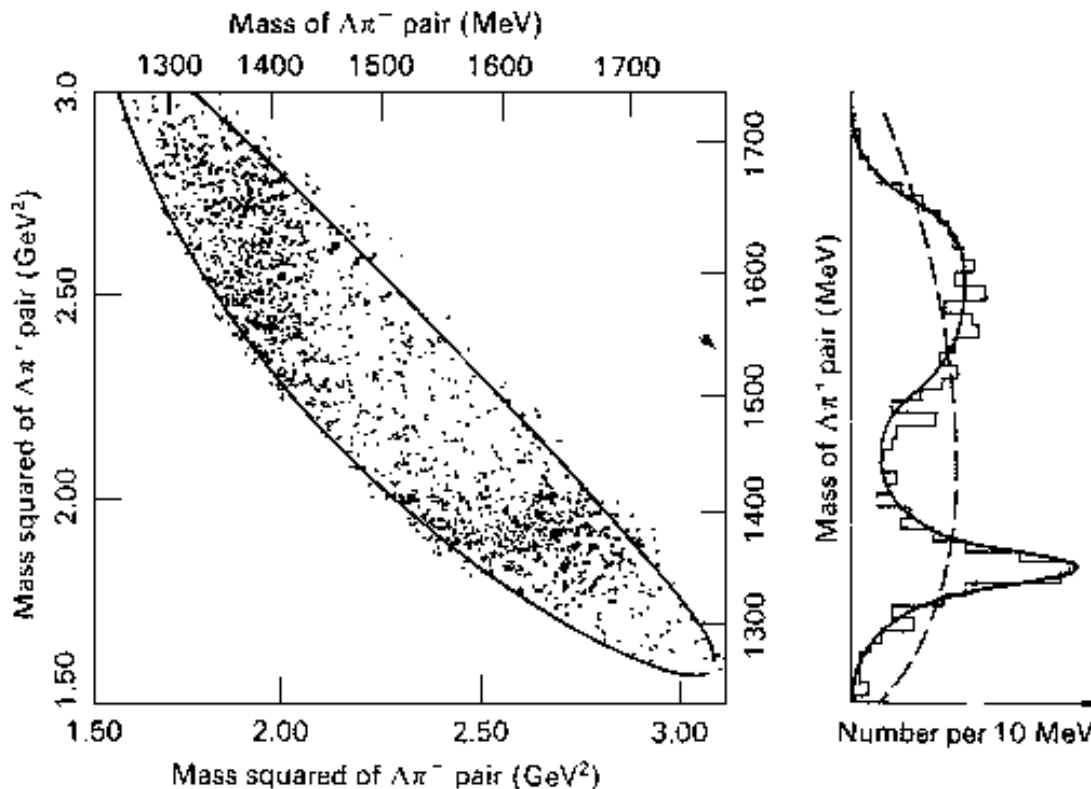 Mass of Λπ⁻ pair (MeV)
1300 1400 1500 1600 1700
Mass squared of Λπ⁺ pair (GeV²)
3.0
2.50
2.00
1.50
1700
1600
1500
1400
1300
Mass of Λπ⁺ pair (MeV)
1.50 2.00 2.50 3.00
Mass squared of Λπ⁻ pair (GeV²)
Number per 10 MeV